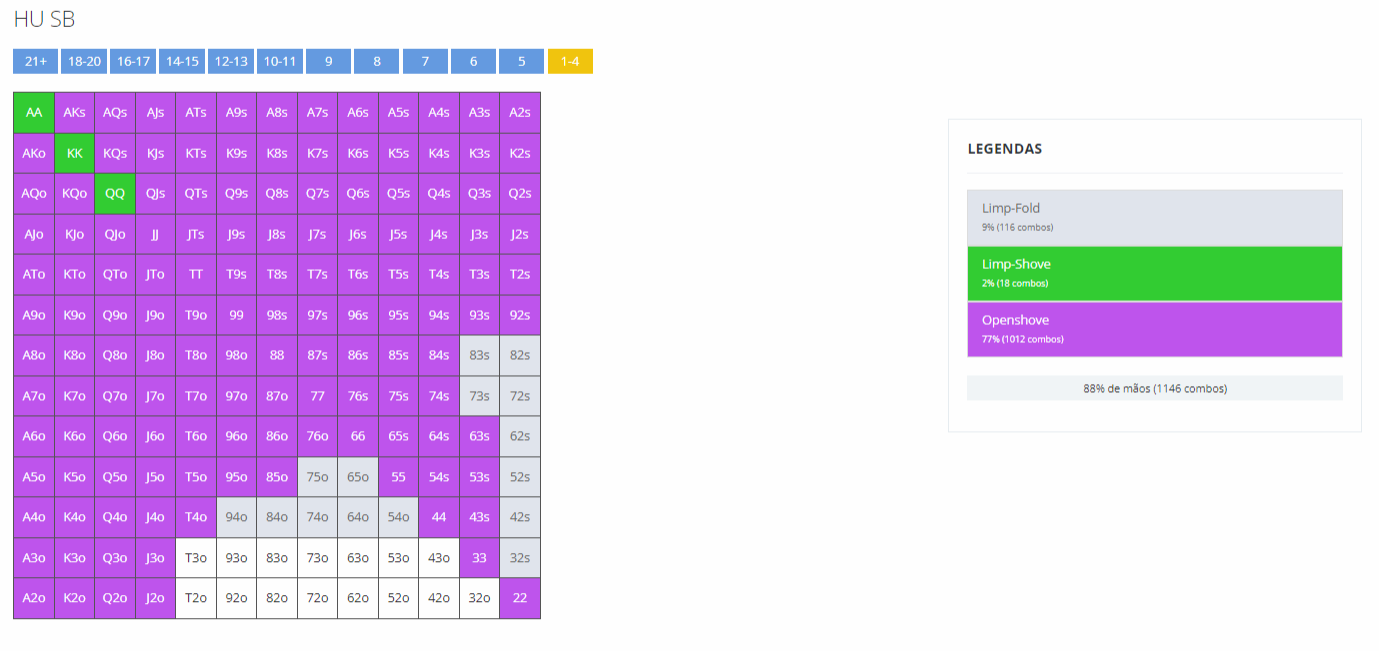 HU SB
21+ 18-20 16-17 14-15 12-13 10-11 9 8 7 6 5 1-4
AA AKs AQs AJs ATs A9s A8s A7s A6s A5s A4s A3s A2s
AKo KK KQs KJs KTs K9s K8s K7s K6s K5s K4s K3s K2s
AQo KQo QQ QJs QTs Q9s Q8s Q7s Q6s Q5s Q4s Q3s Q2s
AJo KJo QJo JJ JTs J9s J8s J7s J6s J5s J4s J3s J2s
ATo KTo QTo JTo TT T9s T8s T7s T6s T5s T4s T3s T2s
A9o K9o Q9o J9o T9o 99 98s 97s 96s 95s 94s 93s 92s
A8o K8o Q8o J8o T8o 98o 88 87s 86s 85s 84s 83s 82s
A7o K7o Q7o J7o T7o 97o 87o 77 76s 75s 74s 73s 72s
A6o K6o Q6o J6o T6o 96o 86o 76o 66 65s 64s 63s 62s
A5o K5o Q5o J5o T5o 95o 85o 75o 65o 55 54s 53s 52s
A4o K4o Q4o J4o T4o 94o 84o 74o 64o 54o 44 43s 42s
A3o K3o Q3o J3o T3o 93o 83o 73o 63o 53o 43o 33 32s
A2o K2o Q2o J2o T2o 92o 82o 72o 62o 52o 42o 32o 22
LEGENDAS
Limp-Fold
9% (116 combos)
Limp-Shove
2% (18 combos)
Openshove
77% (1012 combos)
88% de mãos (1146 combos)